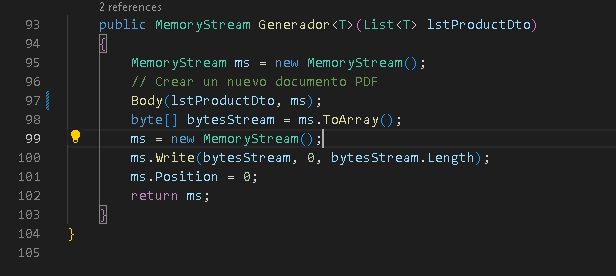 2 references
93 public MemoryStream Generador<T>(List<T> lstProductDto)
94 {
95 MemoryStream ms = new MemoryStream();
96 // Crear un nuevo documento PDF
97 Body(lstProductDto, ms);
98 byte[] bytesStream = ms.ToArray();
99 ms = new MemoryStream();
100 ms.Write(bytesStream, 0, bytesStream.Length);
101 ms.Position = 0;
102 return ms;
103 }
104 }
105